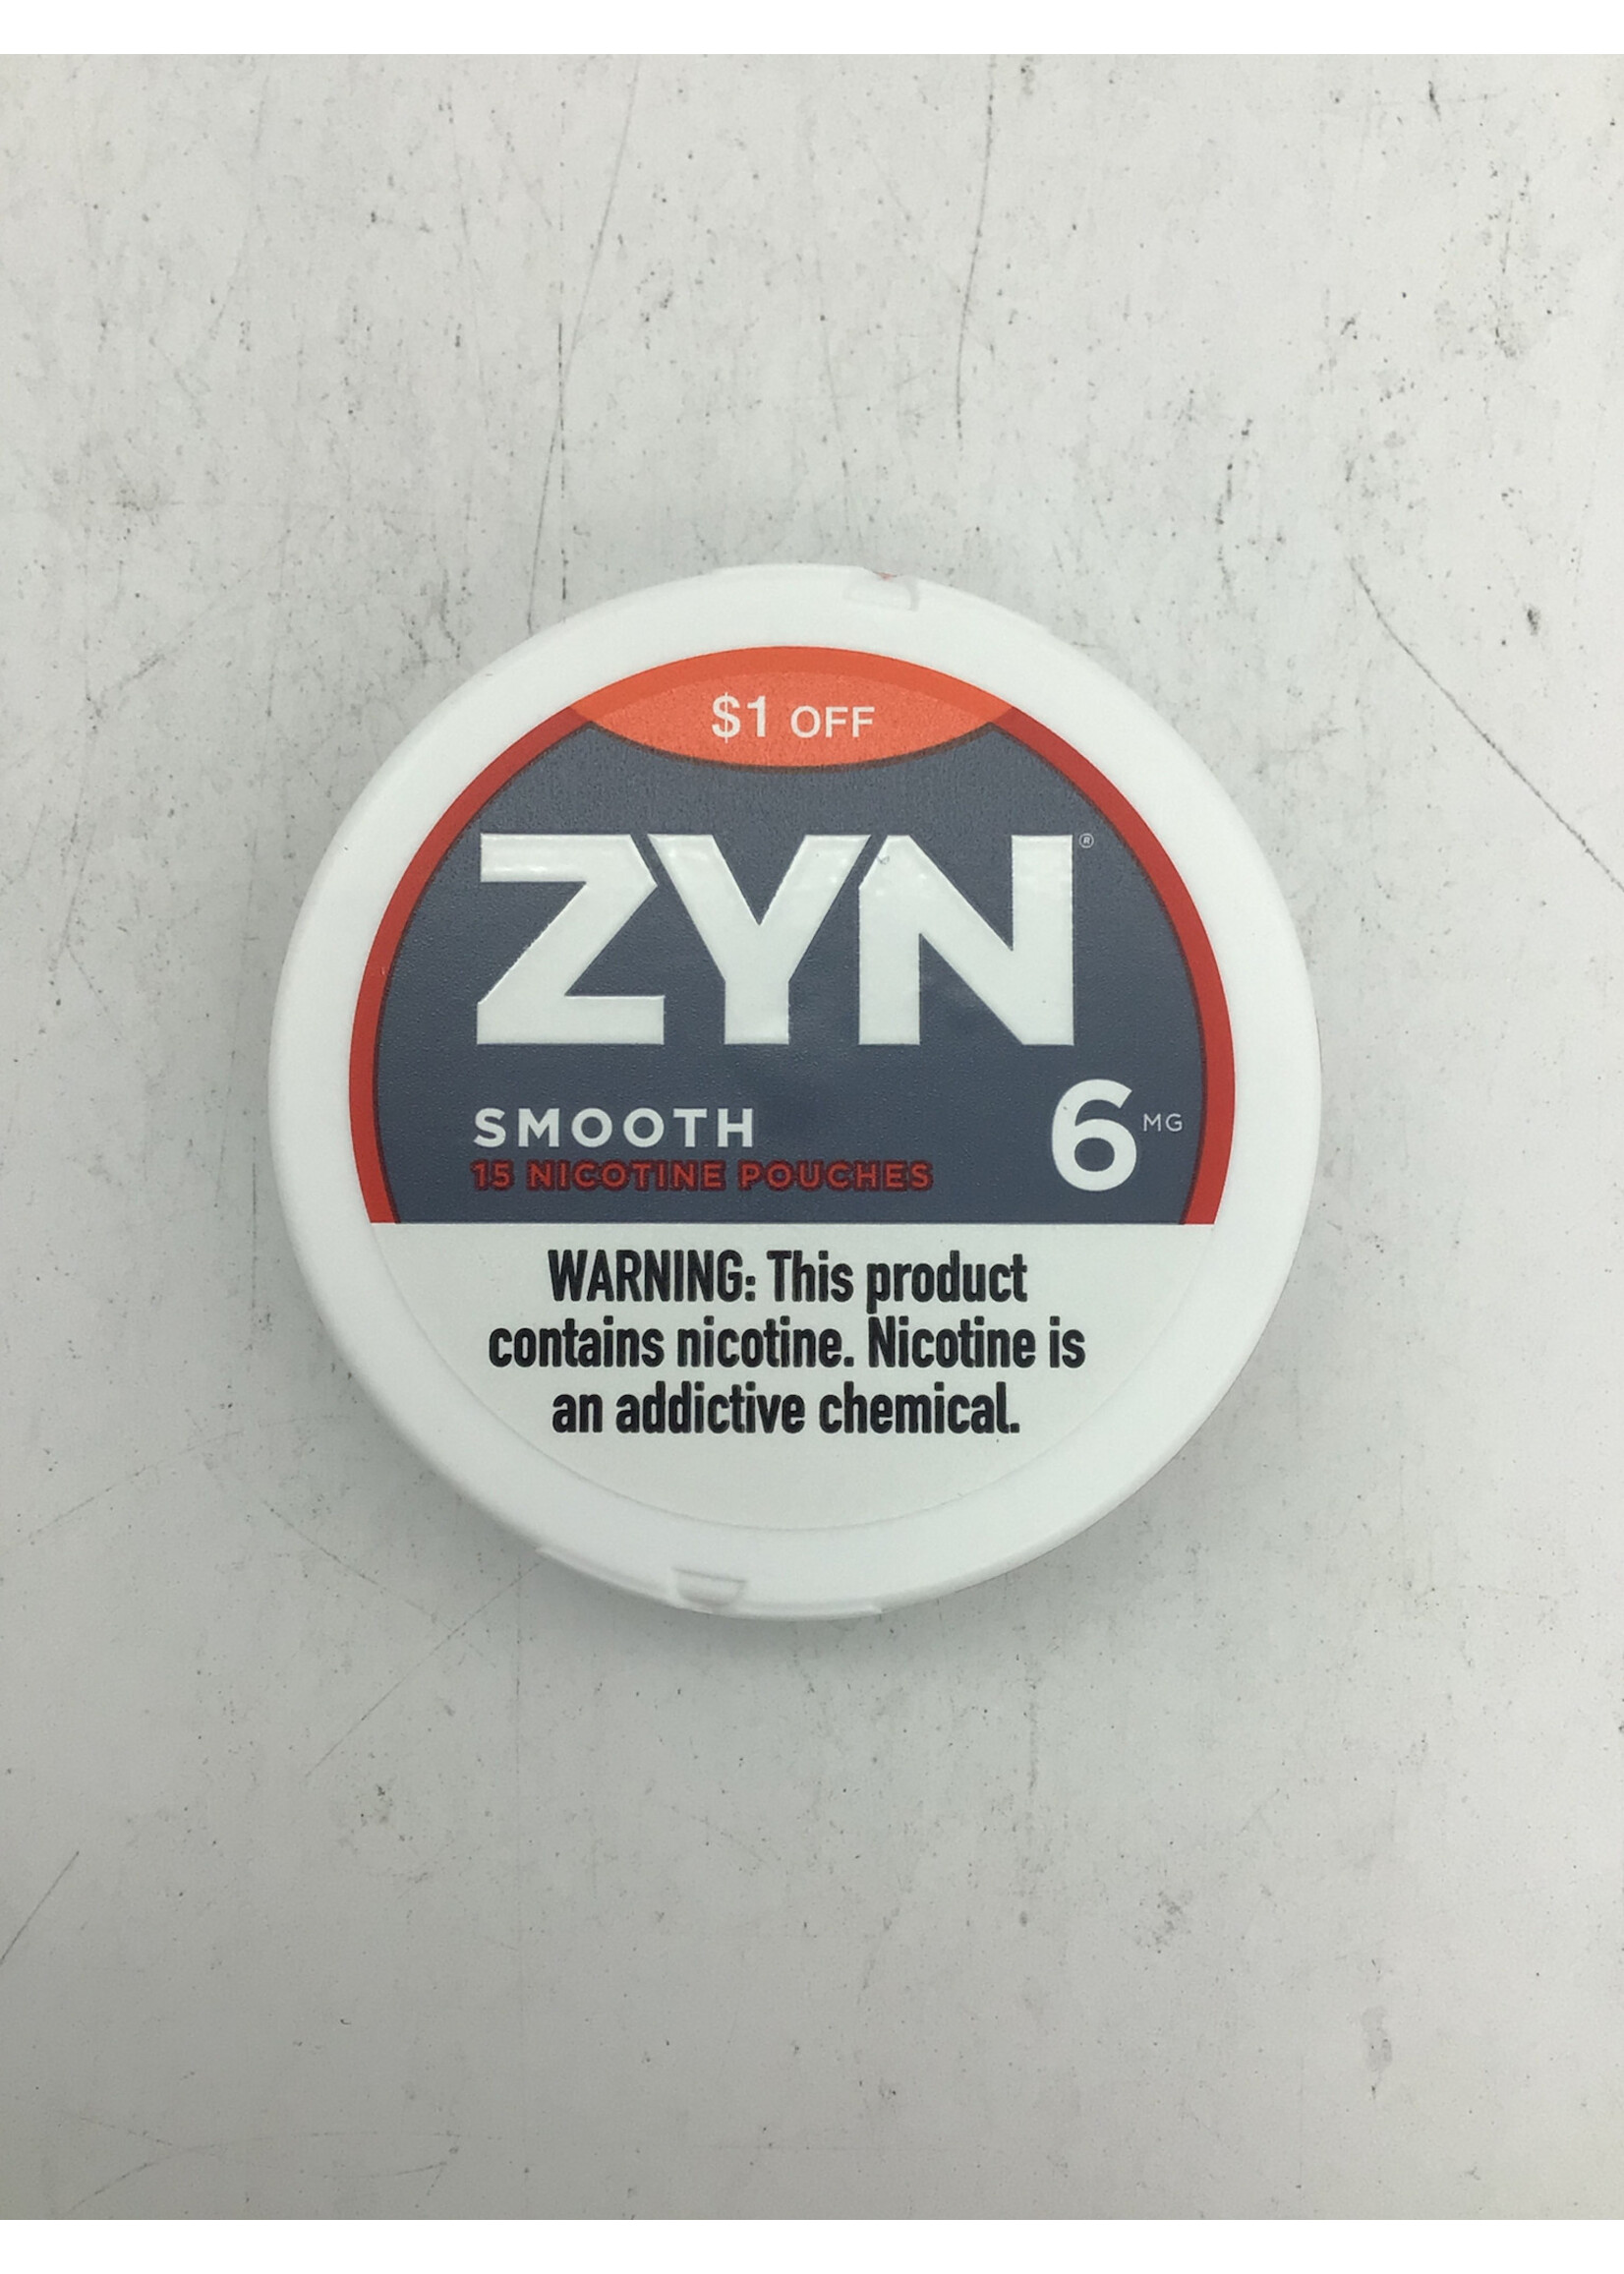 $1 OFF
ZYN®
SMOOTH
6 MG
15 NICOTINE POUCHES
WARNING: This product
contains nicotine. Nicotine is
an addictive chemical.